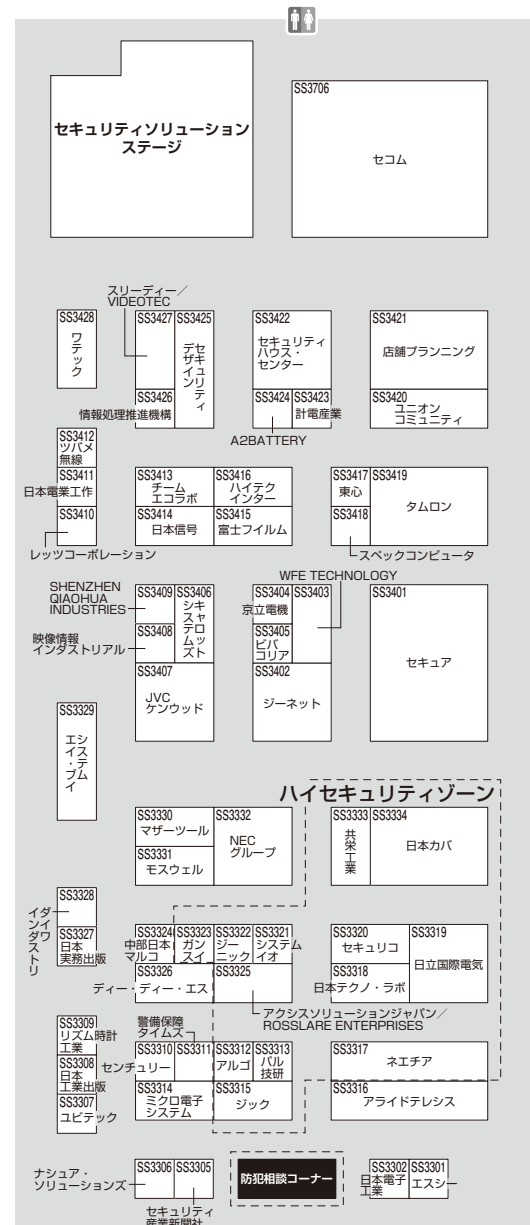 セキュリティソリューション
ステージ
SS3706
セコム
スリーディー／
VIDEOTEC
SS3428
ワテック
SS3427
SS3425
セキュリティ
デザイン
SS3426
情報処理推進機構
SS3422
セキュリティ
ハウス・
センター
SS3424
SS3423
計電産業
A2BATTERY
SS3421
店舗プランニング
SS3420
ユニオン
コミュニティ
SS3412
ツバメ
無線
SS3411
日本電業工作
SS3410
レッツコーポレーション
SS3413
チーム
エコラボ
SS3416
ハイテク
インター
SS3414
日本信号
SS3415
富士フイルム
SS3417
東心
SS3419
タムロン
SS3418
スペックコンピュータ
WFE TECHNOLOGY
SHENZHEN
QIAOHUA
INDUSTRIES
SS3409
SS3406
キャロット
システムズ
映像情報
インダストリアル
SS3408
SS3407
JVC
ケンウッド
SS3404
京立電機
SS3403
SS3405
ビバ
コリア
SS3402
ジーネット
SS3401
セキュア
SS3329
システム
エイ・ブイ
ハイセキュリティゾーン
SS3330
マザーツール
SS3332
NEC
グループ
SS3331
モスウェル
SS3333
共栄工業
SS3334
日本カバ
SS3328
ダイワ
インダストリ
SS3327
日本
実務出版
SS3324
中部日本
マルコ
SS3323
ガン
スイ
SS3322
ジー
ニック
SS3321
システム
イオ
SS3326
ディー・ディー・エス
SS3325
アクシスソリューションジャパン／
ROSSLARE ENTERPRISES
SS3320
セキュリコ
SS3319
日立国際電気
SS3318
日本テクノ・ラボ
警備保障
タイムズ
SS3309
リズム時計
工業
SS3308
日本
工業出版
SS3307
ユビテック
SS3310
センチュリー
SS3311
SS3312
アルゴ
SS3313
パル
技研
SS3314
ミクロ電子
システム
SS3315
ジック
SS3317
ネエチア
SS3316
アライドテレシス
ナシュア・
ソリューションズ
SS3306
SS3305
セキュリティ
産業新聞社
防犯相談コーナー
SS3302
日本電子
工業
SS3301
エスシー